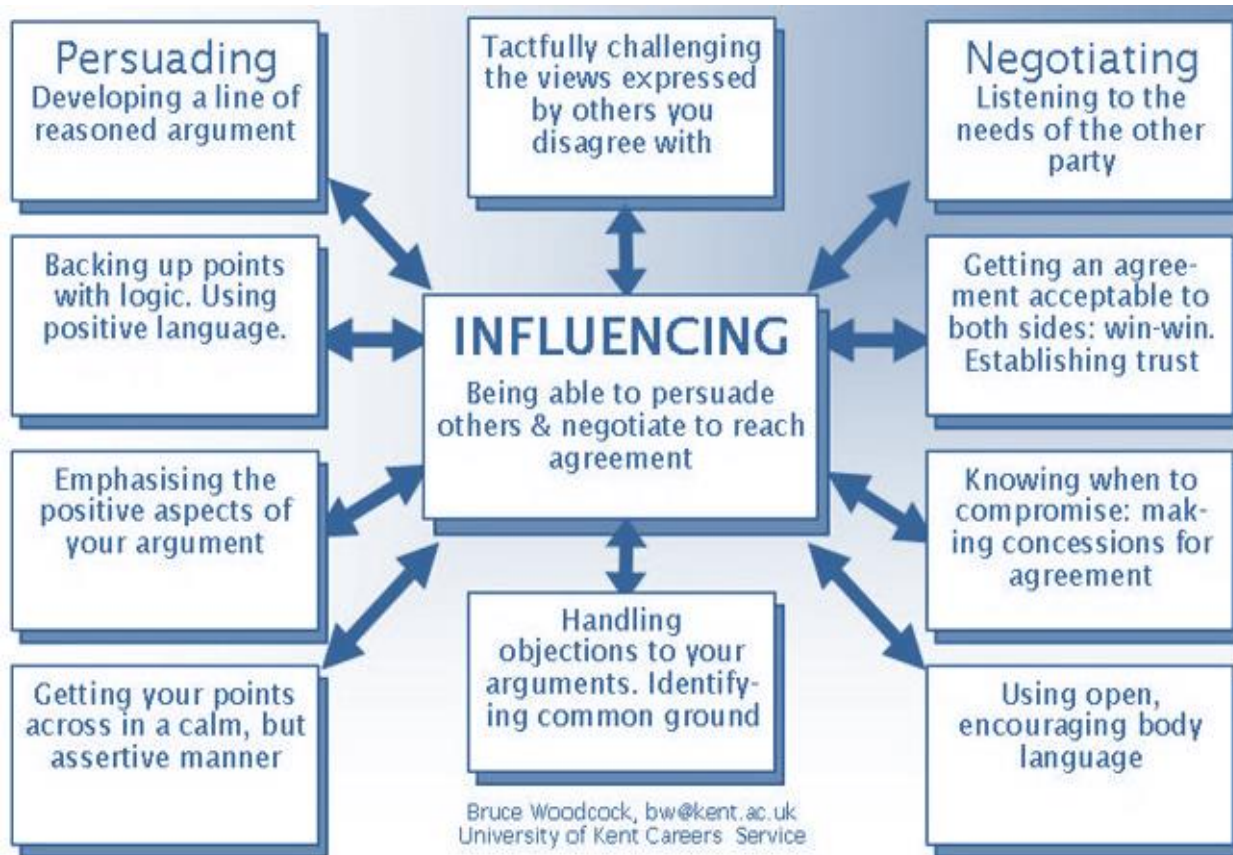 Persuading
Developing a line of
reasoned argument
Backing up points
with logic. Using
positive language.
Emphasising the
positive aspects of
your argument
Getting your points
across in a calm, but
assertive manner
Tactfully challenging
the views expressed
by others you
disagree with
INFLUENCING
Being able to persuade
others & negotiate to reach
agreement
Handling
objections to your
arguments. Identify-
ing common ground
Bruce Woodcock, bw@kent.ac.uk
University of Kent Careers Service
Negotiating
Listening to the
needs of the other
party
Getting an agree-
ment acceptable to
both sides: win-win.
Establishing trust
Knowing when to
compromise: mak-
ing concessions for
agreement
Using open,
encouraging body
language